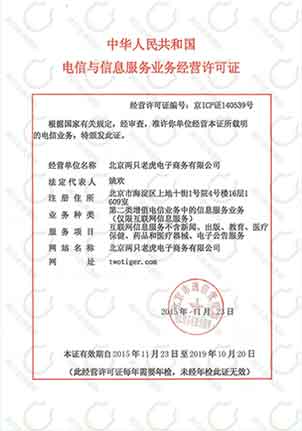 中华人民共和国
电信与信息服务业务经营许可证
经营许可证编号：京ICP证140539号
根据国家有关规定，经审查，准许你单位经营本证所载明
的电信业务，特颁发此证。
经营单位名称 北京两只老虎电子商务有限公司
法定代表人 姚欢
注册住所 北京市海淀区上地十街1号院4号楼16层1
609室
业务种类 第二类增值电信业务中的信息服务业务
（仅限互联网信息服务）
服务项目 互联网信息服务不含新闻、出版、教育、医疗
保健、药品和医疗器械、电子公告服务
网站名称 北京两只老虎电子商务有限公司
网址 twotiger.com
2015年11月23日
本证有效期自2015年11月23日至2019年10月20日
（此经营许可证每年需要年检，未经年检此证无效）